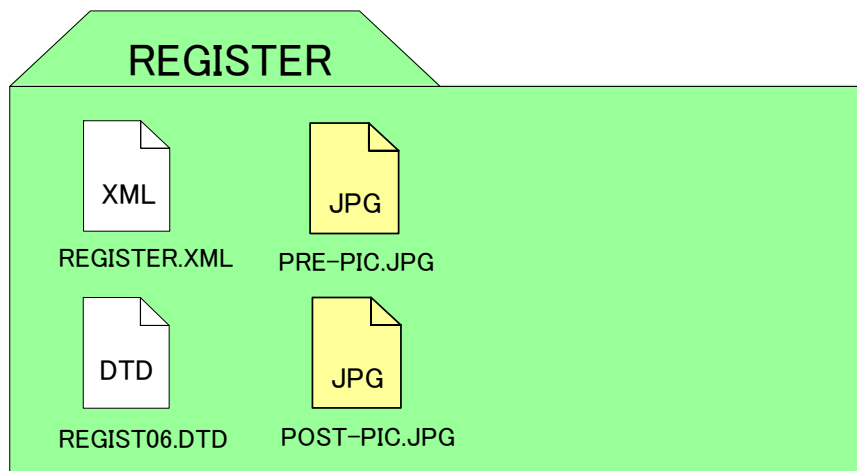 REGISTER
XML
REGISTER.XML
JPG
PRE-PIC.JPG
DTD
REGIST06.DTD
JPG
POST-PIC.JPG